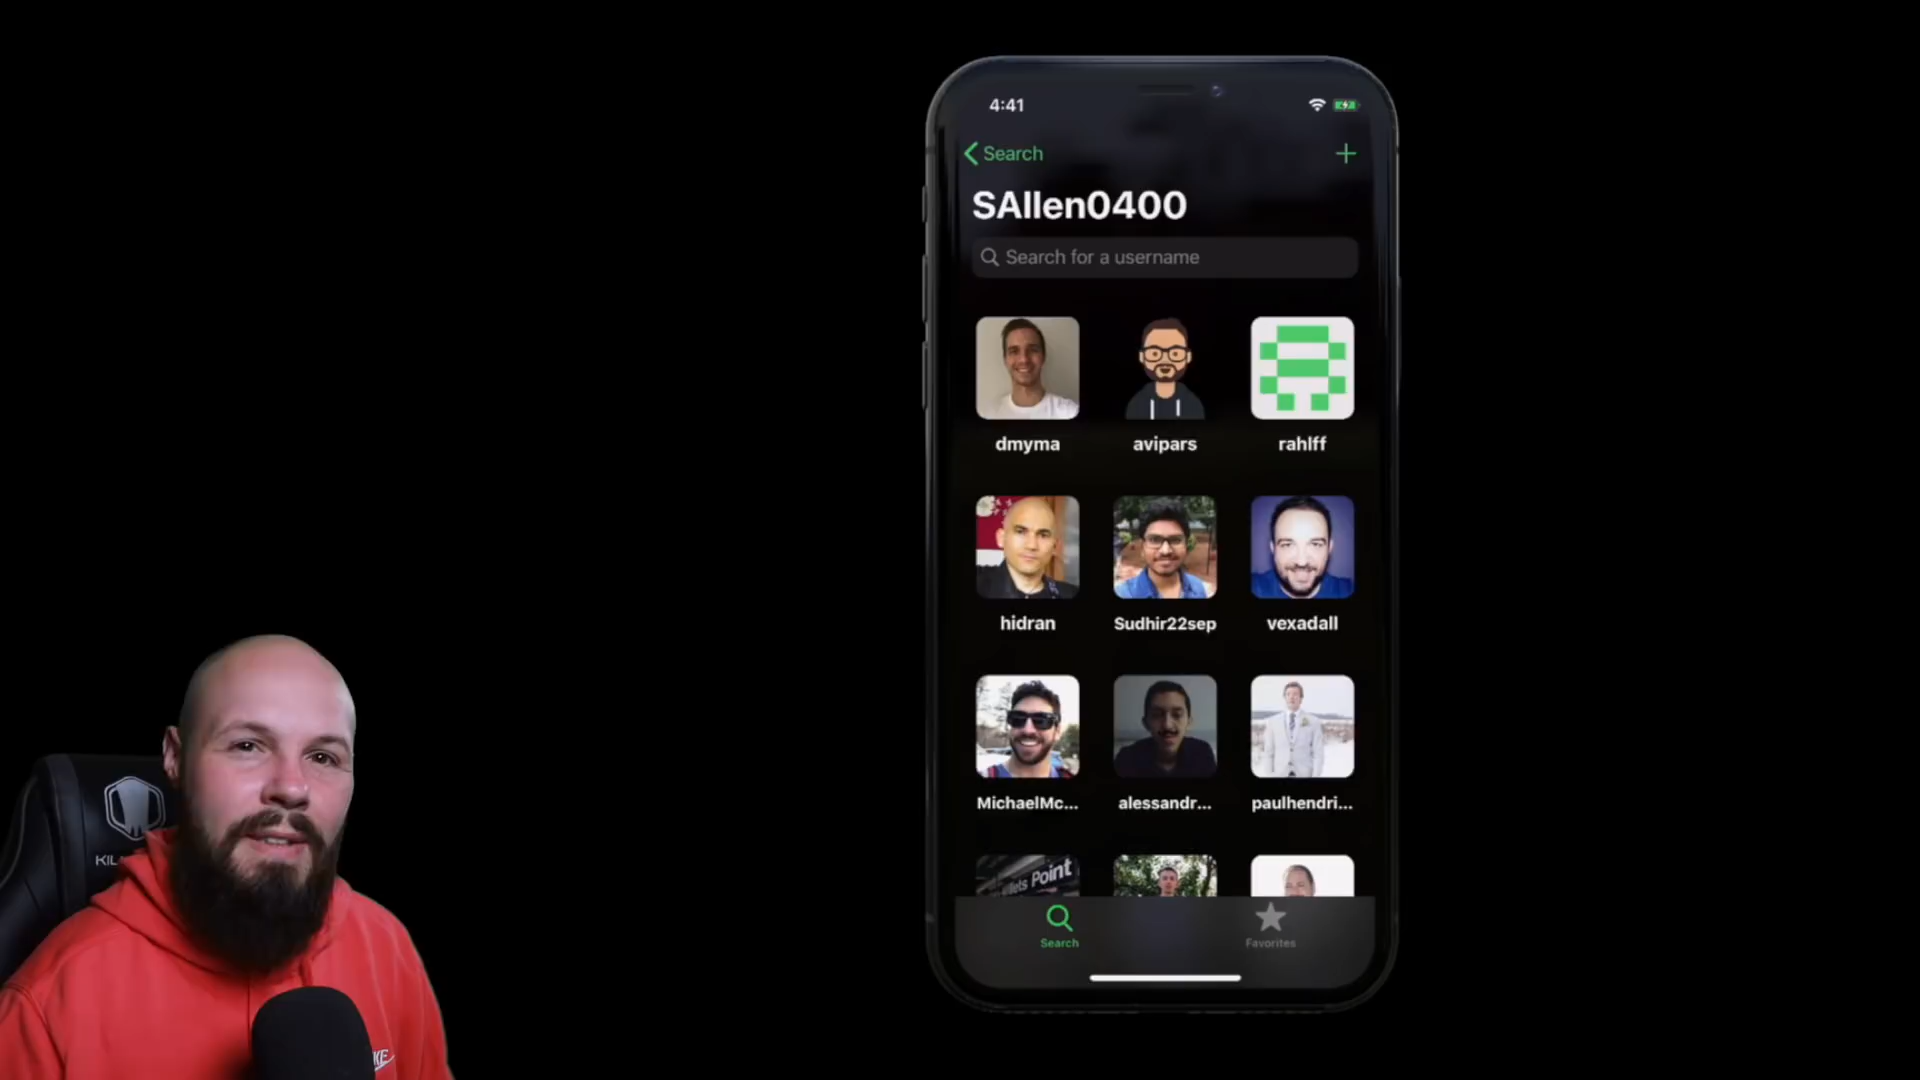 4:41
Search
SAllen0400
Search for a username
dmyma
avipars
rahlff
hidran
Sudhir22sep
vexadall
MichaelMc...
alessandr...
paulhendri...
Point
Search
Favorites